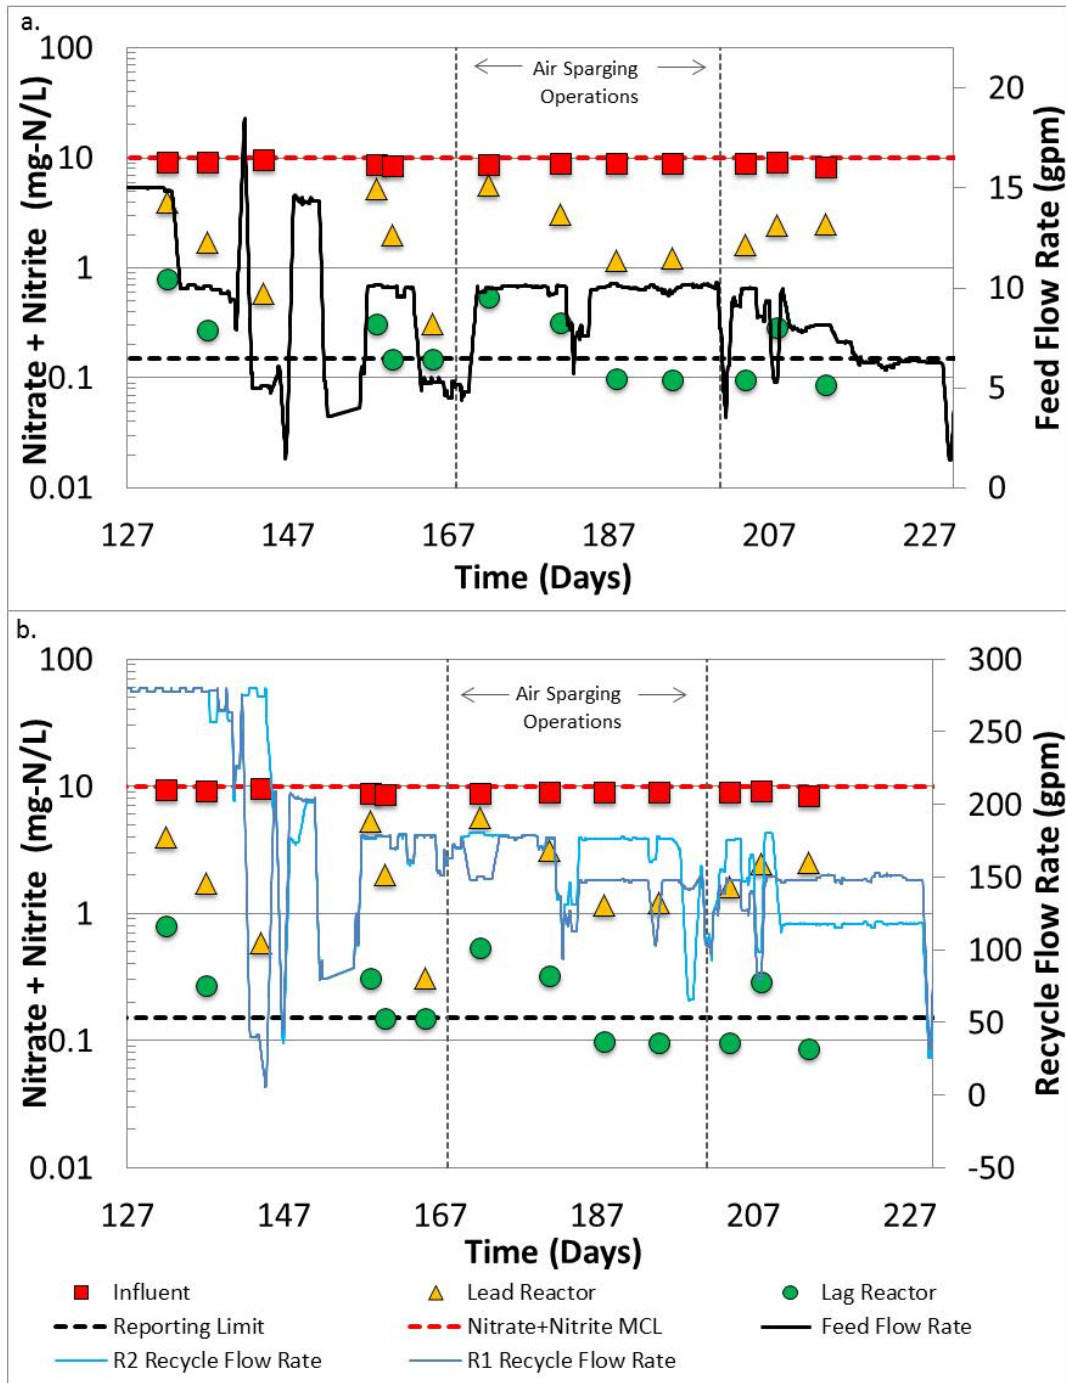 a.
Nitrate + Nitrite (mg-N/L)
100
10
1
0.1
0.01
Air Sparging
Operations
20
15
10
5
0
Feed Flow Rate (gpm)
127 147 167 187 207 227
Time (Days)
b.
Nitrate + Nitrite (mg-N/L)
100
10
1
0.1
0.01
Air Sparging
Operations
300
250
200
150
100
50
0
-50
Recycle Flow Rate (gpm)
127 147 167 187 207 227
Time (Days)
Influent Lead Reactor Lag Reactor
Reporting Limit Nitrate+Nitrite MCL Feed Flow Rate
R2 Recycle Flow Rate R1 Recycle Flow Rate